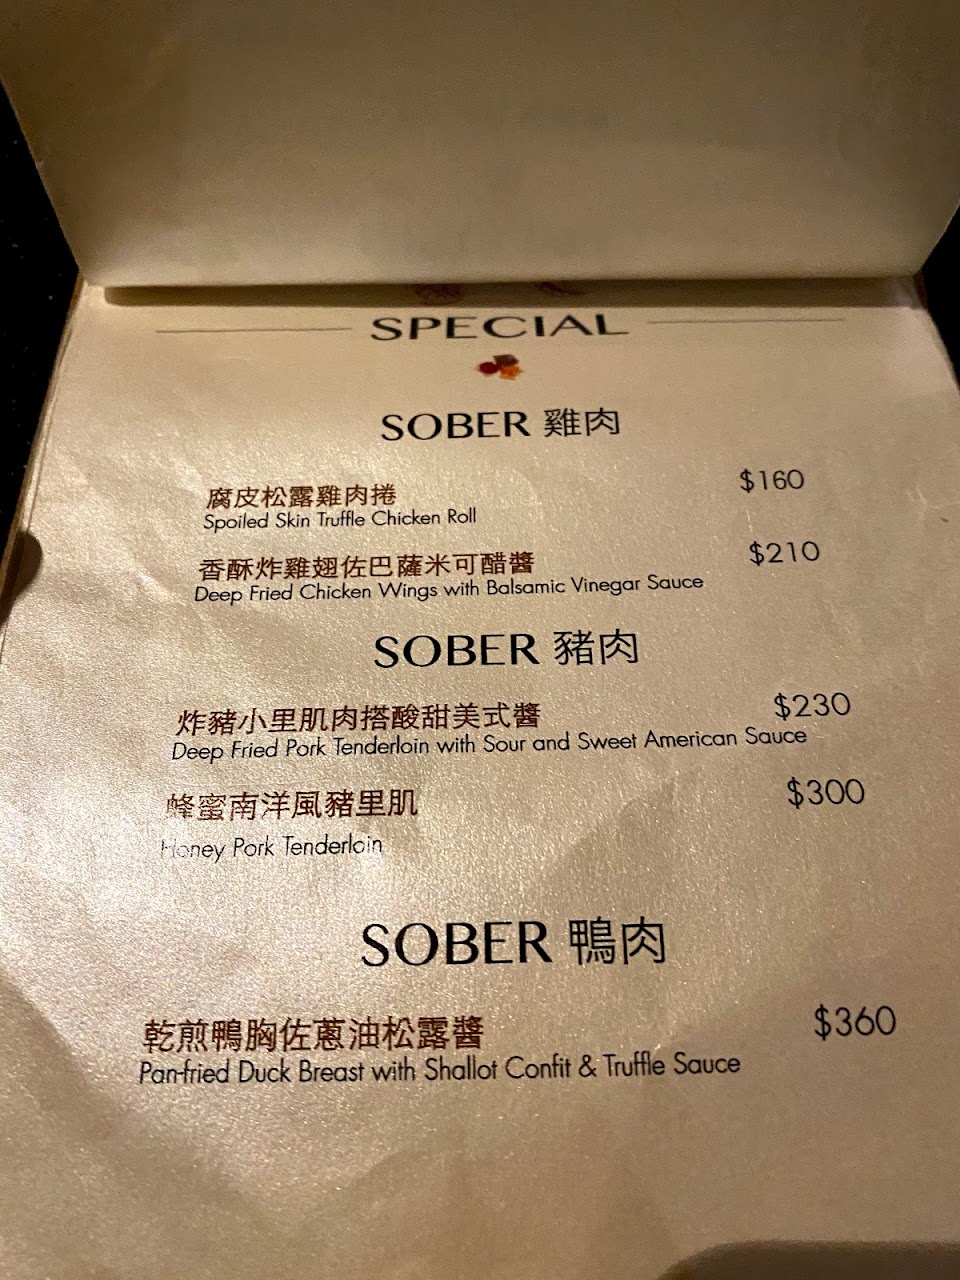 SPECIAL
SOBER 雞肉
腐皮松露雞肉捲 $160
Spoiled Skin Truffle Chicken Roll
香酥炸雞翅佐巴薩米可醋醬 $210
Deep Fried Chicken Wings with Balsamic Vinegar Sauce
SOBER 豬肉
炸豬小里肌肉搭酸甜美式醬 $230
Deep Fried Pork Tenderloin with Sour and Sweet American Sauce
蜂蜜南洋風豬里肌 $300
Honey Pork Tenderloin
SOBER 鴨肉
乾煎鴨胸佐蔥油松露醬 $360
Pan-fried Duck Breast with Shallot Confit & Truffle Sauce